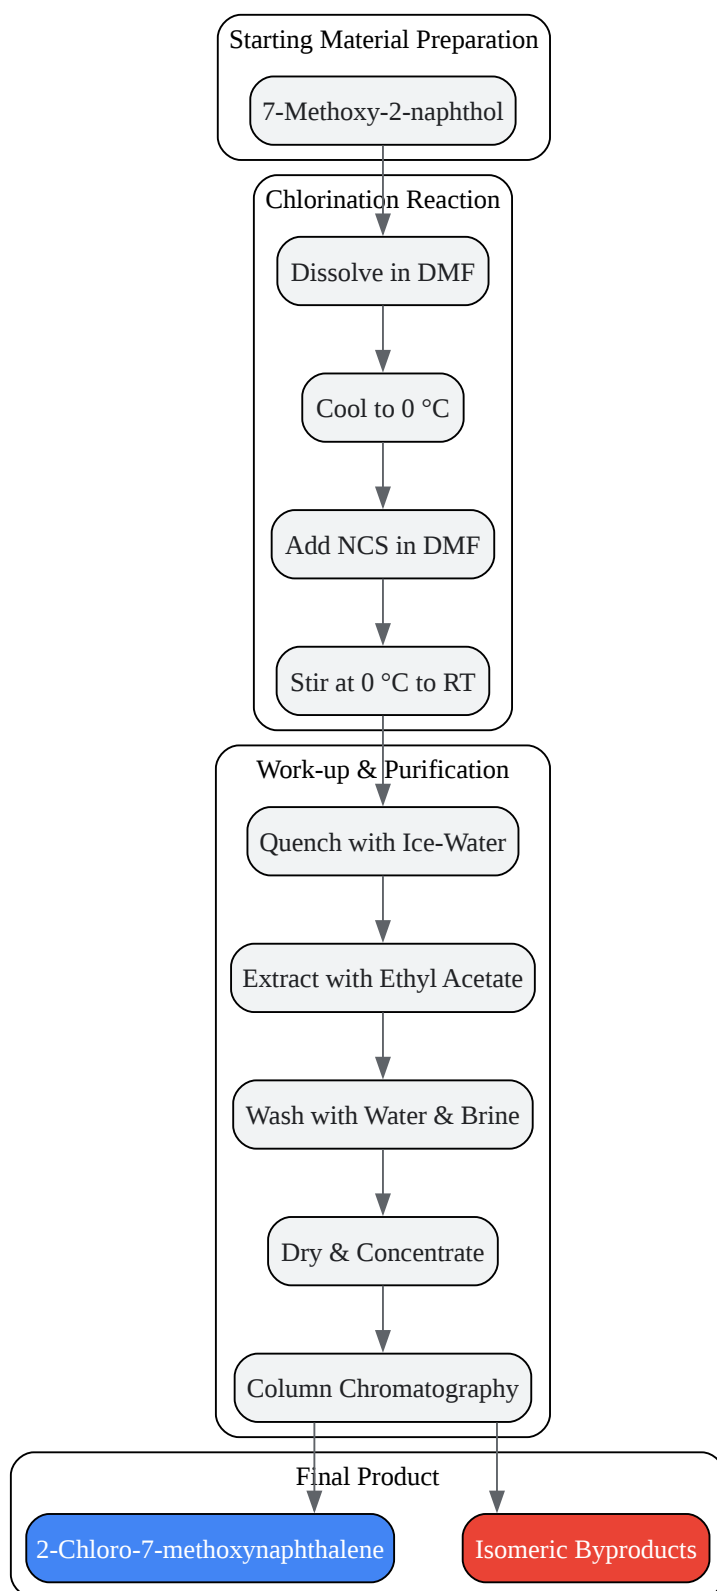 Starting Material Preparation
7-Methoxy-2-naphthol
Chlorination Reaction
Dissolve in DMF
Cool to 0 °C
Add NCS in DMF
Stir at 0 °C to RT
Work-up & Purification
Quench with Ice-Water
Extract with Ethyl Acetate
Wash with Water & Brine
Dry & Concentrate
Column Chromatography
Final Product
2-Chloro-7-methoxynaphthalene
Isomeric Byproducts